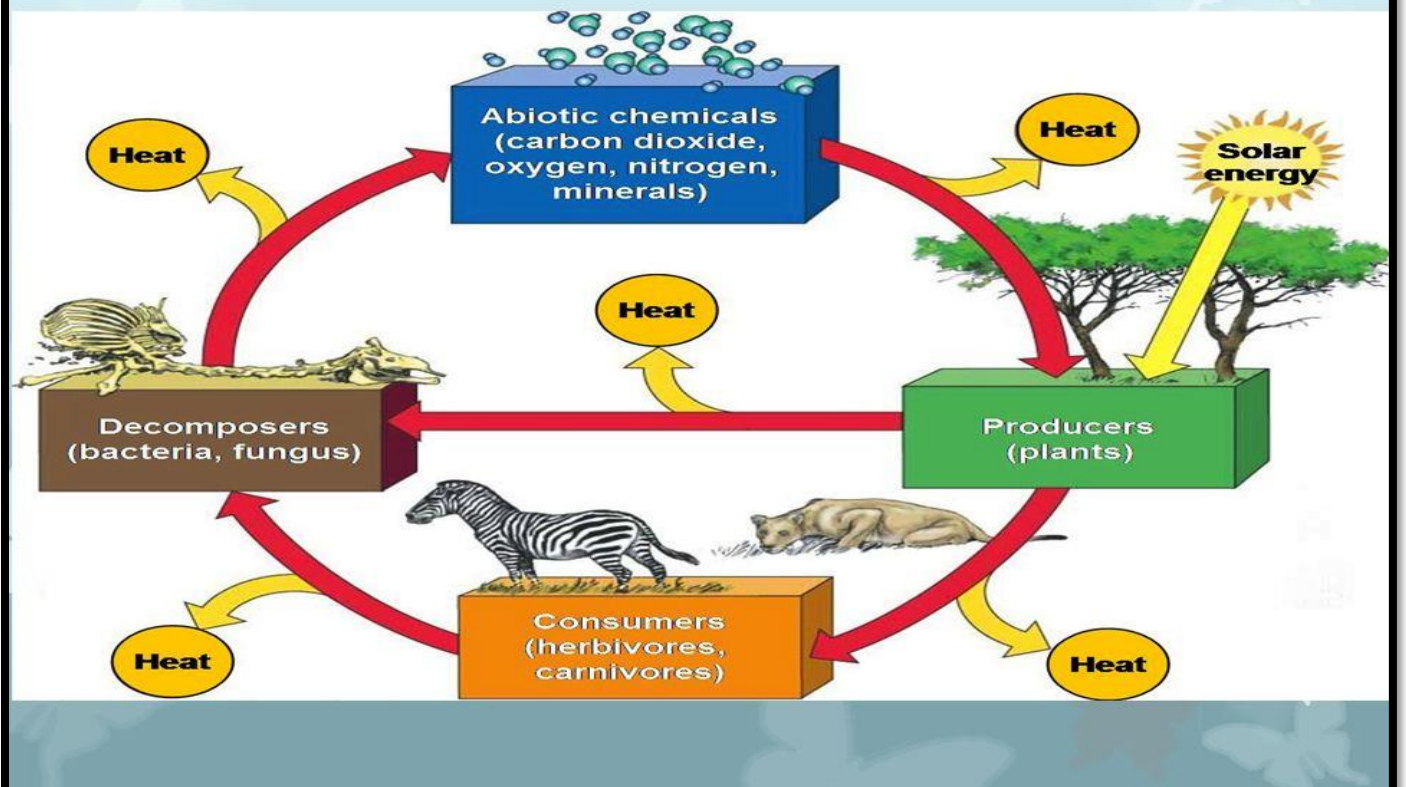 Abiotic chemicals
(carbon dioxide,
oxygen, nitrogen,
minerals)
Heat
Heat
Solar
energy
Heat
Decomposers
(bacteria, fungus)
Producers
(plants)
Consumers
(herbivores,
carnivores)
Heat
Heat